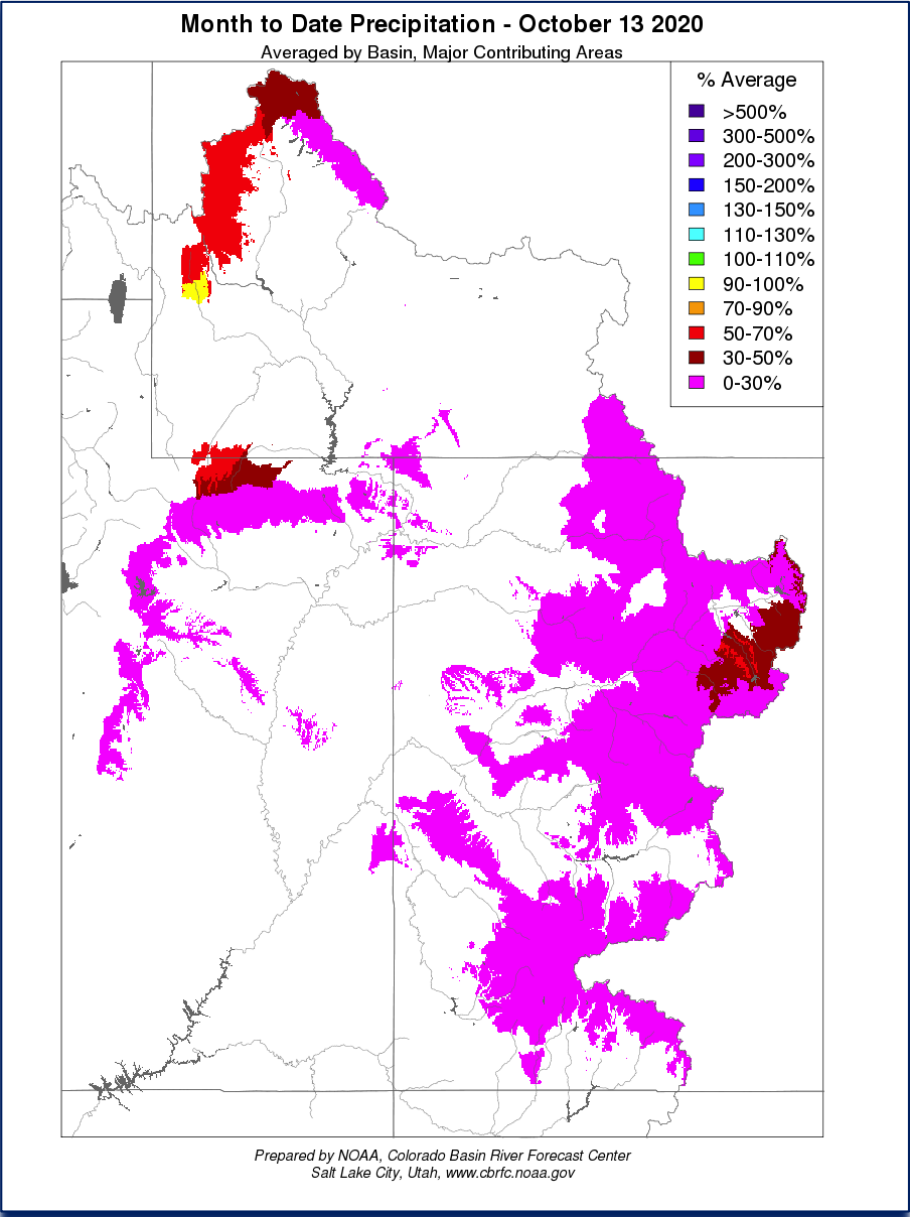 Month to Date Precipitation - October 13 2020
Averaged by Basin, Major Contributing Areas
% Average
>500%
300-500%
200-300%
150-200%
130-150%
110-130%
100-110%
90-100%
70-90%
50-70%
30-50%
0-30%
Prepared by NOAA, Colorado Basin River Forecast Center
Salt Lake City, Utah, www.cbrfc.noaa.gov